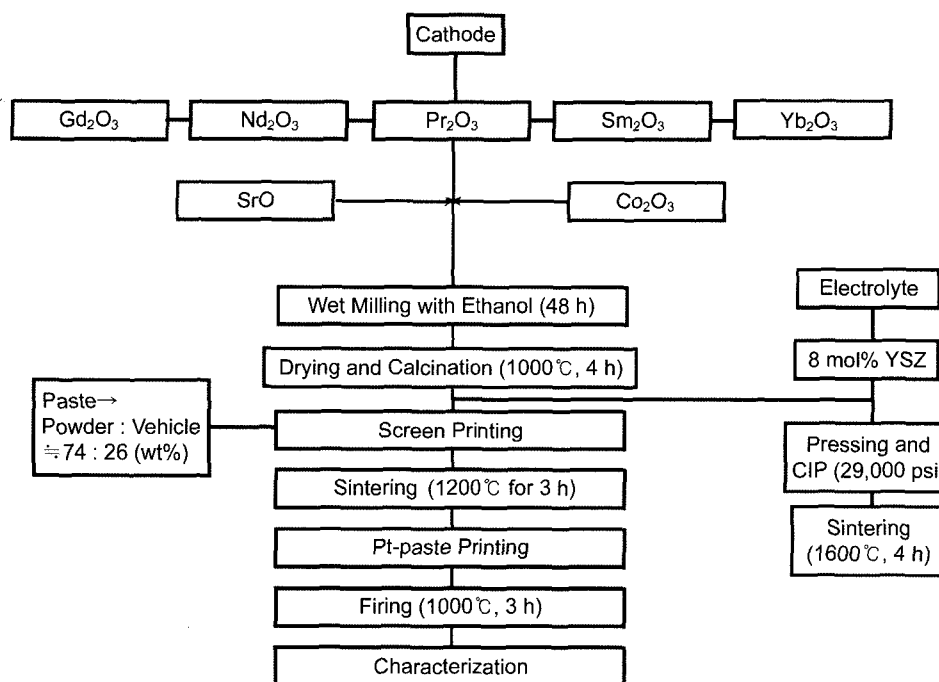 Cathode
Gd₂O₃
Nd₂O₃
Pr₂O₃
Sm₂O₃
Yb₂O₃
SrO
Co₂O₃
Wet Milling with Ethanol (48 h)
Drying and Calcination (1000℃, 4 h)
Electrolyte
8 mol% YSZ
Paste→
Powder : Vehicle
≒74 : 26 (wt%)
Screen Printing
Pressing and
CIP (29,000 psi
Sintering (1200℃ for 3 h)
Sintering
(1600℃, 4 h)
Pt-paste Printing
Firing (1000℃, 3 h)
Characterization